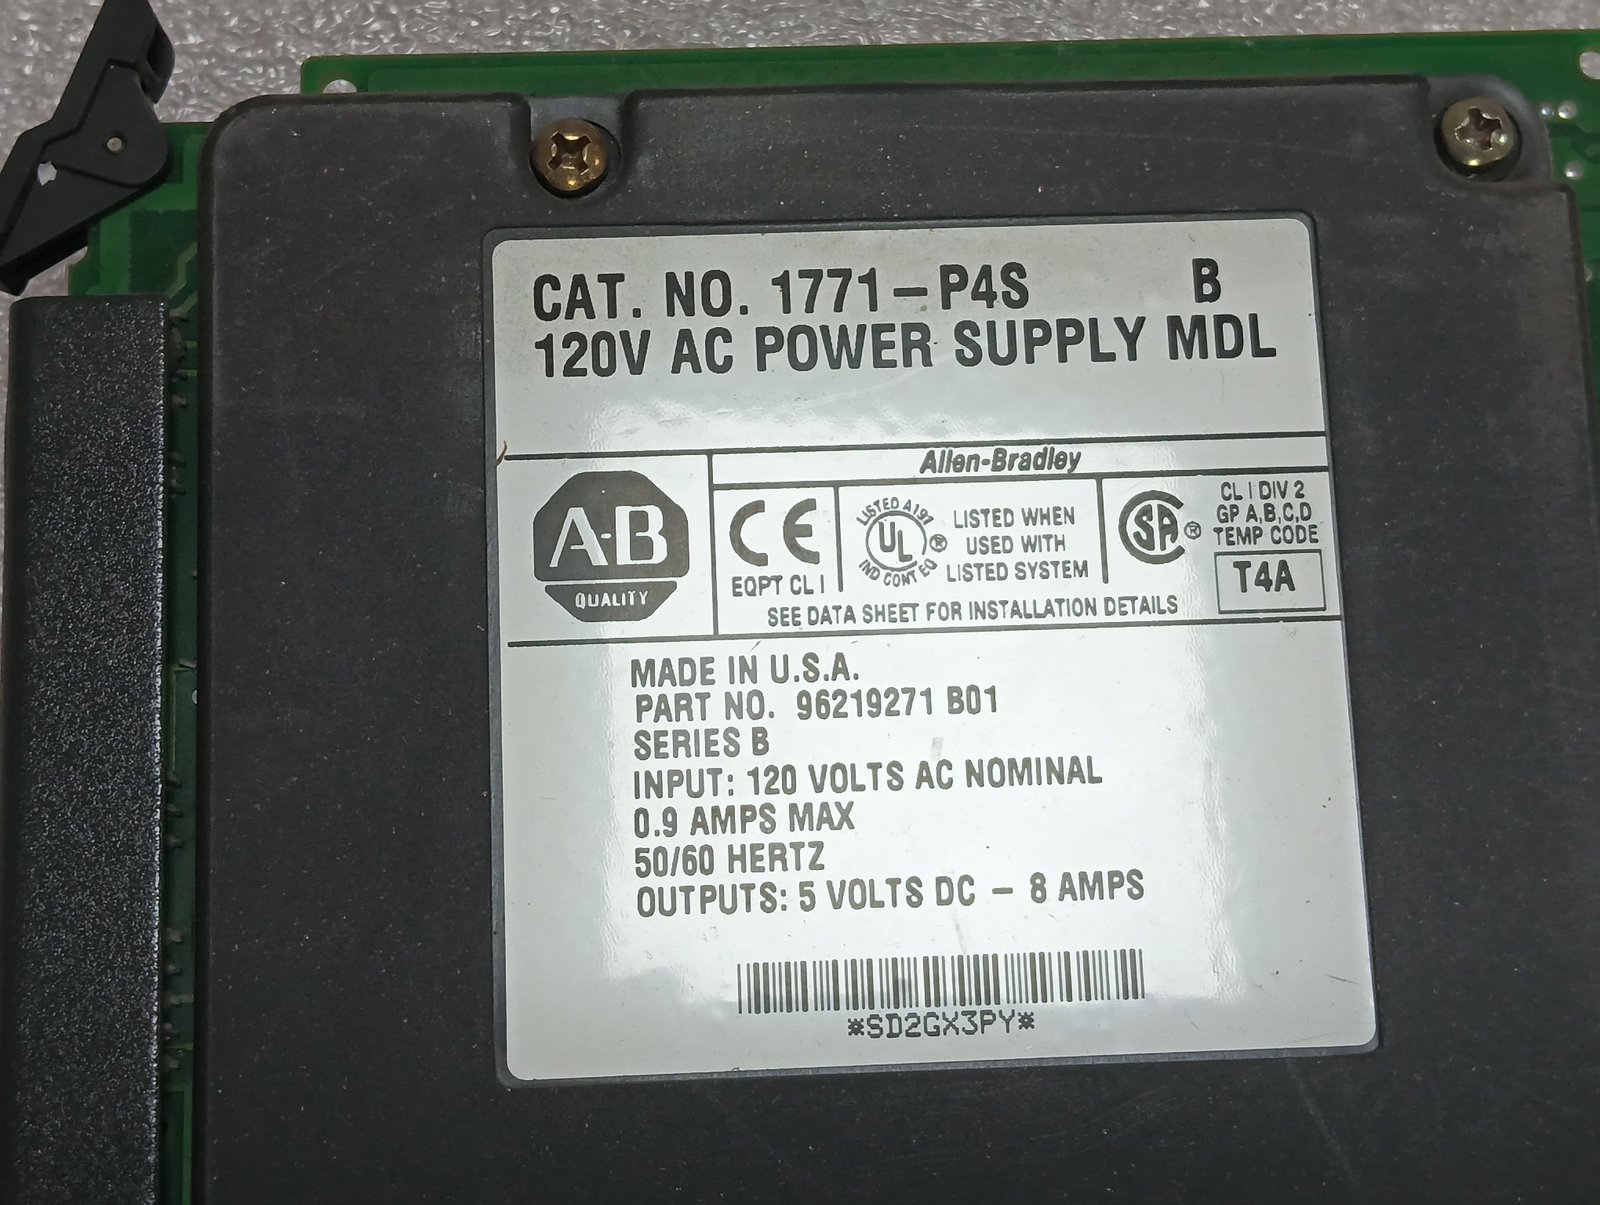 CAT. NO. 1771-P4S B
120V AC POWER SUPPLY MDL
Allen-Bradley
A-B
QUALITY
CE
EQPT CL I
LISTED A197
UL ®
IND CONT EQ
LISTED WHEN
USED WITH
LISTED SYSTEM
SA ®
CL I DIV 2
GP A,B,C,D
TEMP CODE
T4A
SEE DATA SHEET FOR INSTALLATION DETAILS
MADE IN U.S.A.
PART NO. 96219271 B01
SERIES B
INPUT: 120 VOLTS AC NOMINAL
0.9 AMPS MAX
50/60 HERTZ
OUTPUTS: 5 VOLTS DC - 8 AMPS
*SD2GX3PY*